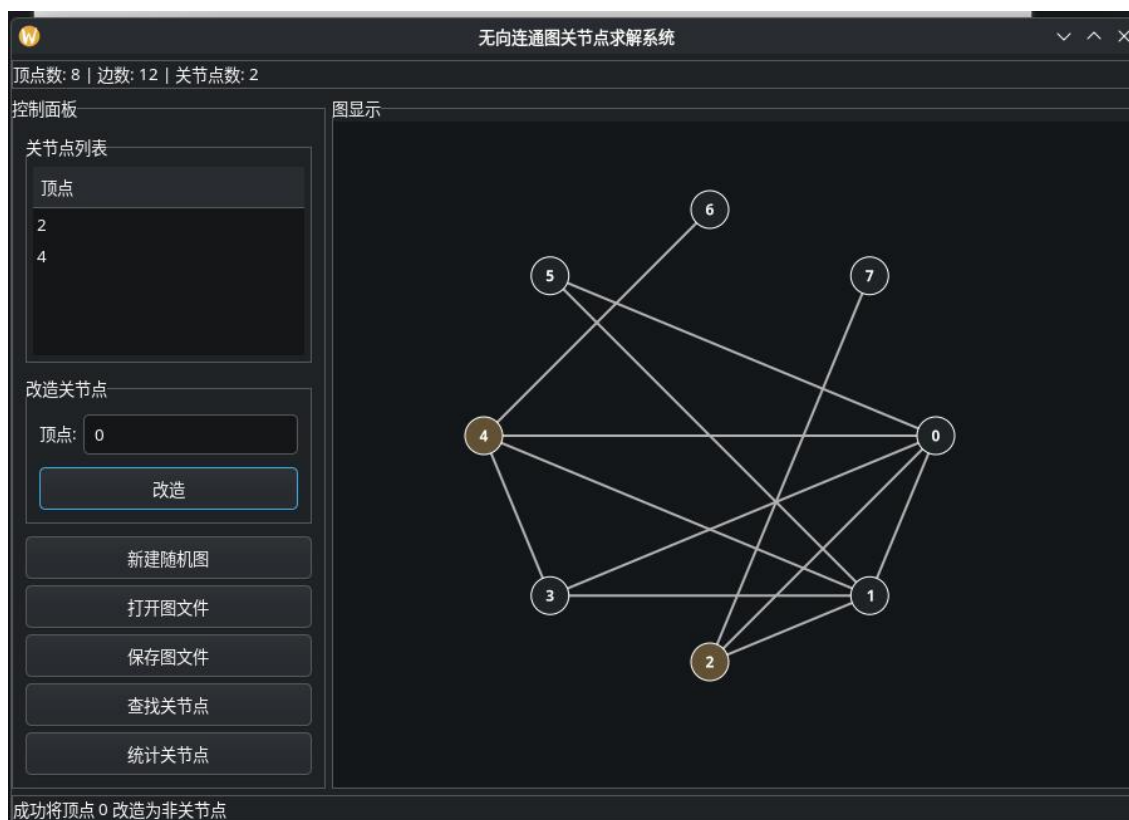 W
无向连通图关节点求解系统
顶点数: 8 | 边数: 12 | 关节点数: 2
控制面板
图显示
关节点列表
顶点
2
4
改造关节点
顶点: 0
改造
新建随机图
打开图文件
保存图文件
查找关节点
统计关节点
6
5
7
4
0
3
1
2
成功将顶点 0 改造为非关节点